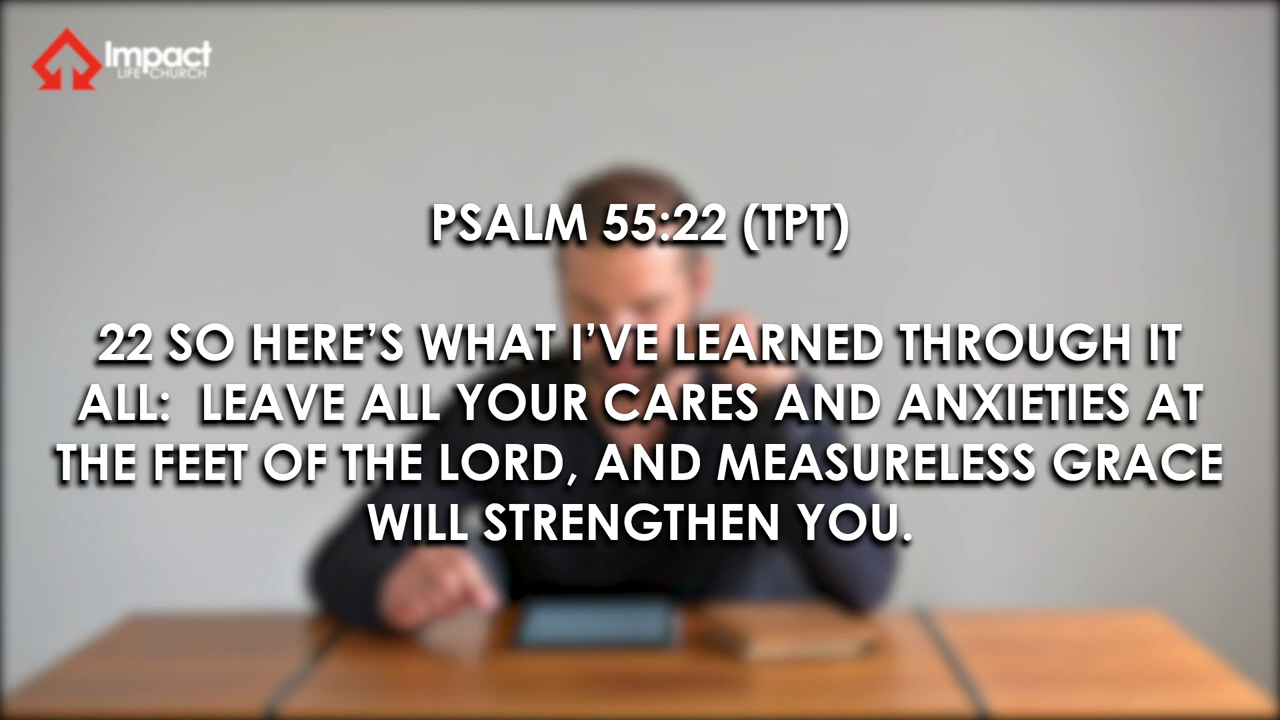 Impact
LIFE CHURCH
PSALM 55:22 (TPT)
22 SO HERE’S WHAT I’VE LEARNED THROUGH IT
ALL:  LEAVE ALL YOUR CARES AND ANXIETIES AT
THE FEET OF THE LORD, AND MEASURELESS GRACE
WILL STRENGTHEN YOU.